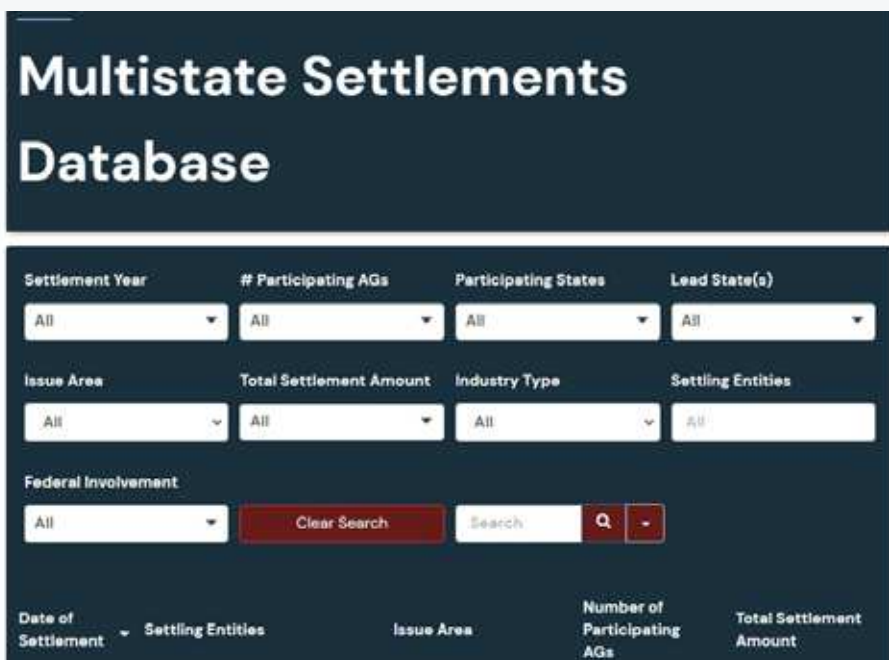 Multistate Settlements
Database
Settlement Year # Participating AGs Participating States Lead State(s)
All All All All
Issue Area Total Settlement Amount Industry Type Settling Entities
All All All All
Federal Involvement
All Clear Search Search
Date of Settlement Settling Entities Issue Area Number of Participating AGs Total Settlement Amount